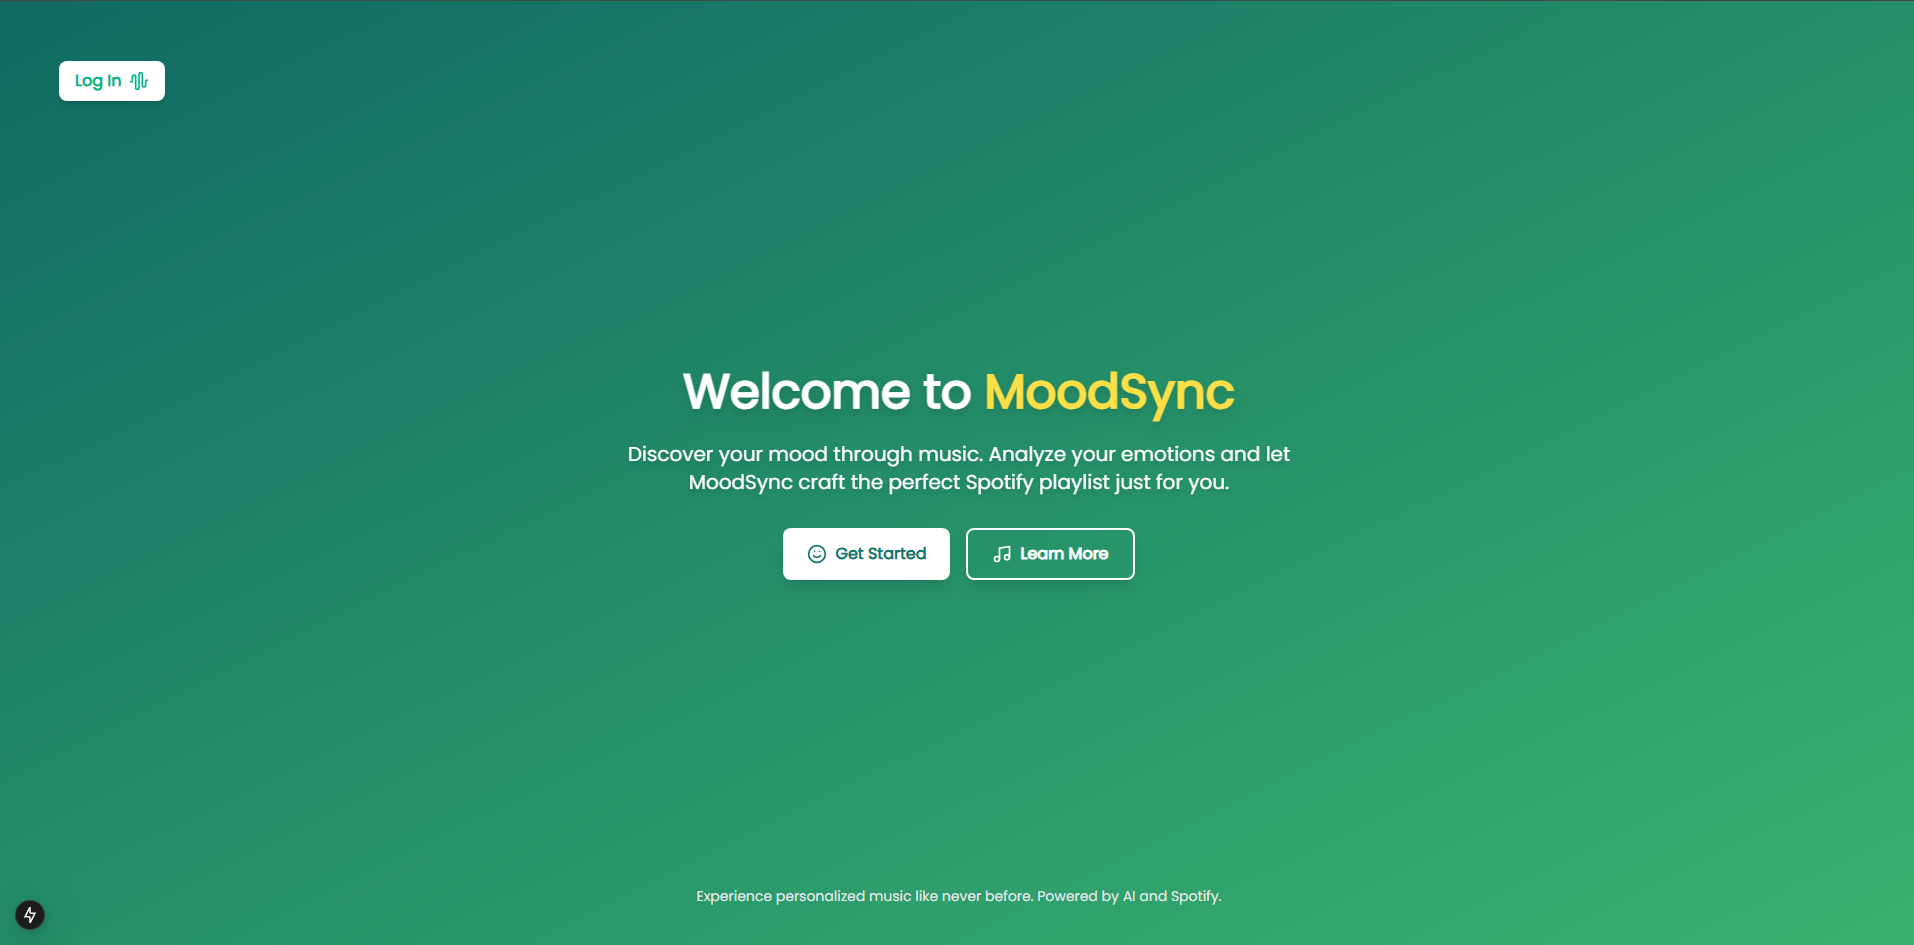 Log In
Welcome to MoodSync
Discover your mood through music. Analyze your emotions and let
MoodSync craft the perfect Spotify playlist just for you.
Get Started
Learn More
Experience personalized music like never before. Powered by AI and Spotify.